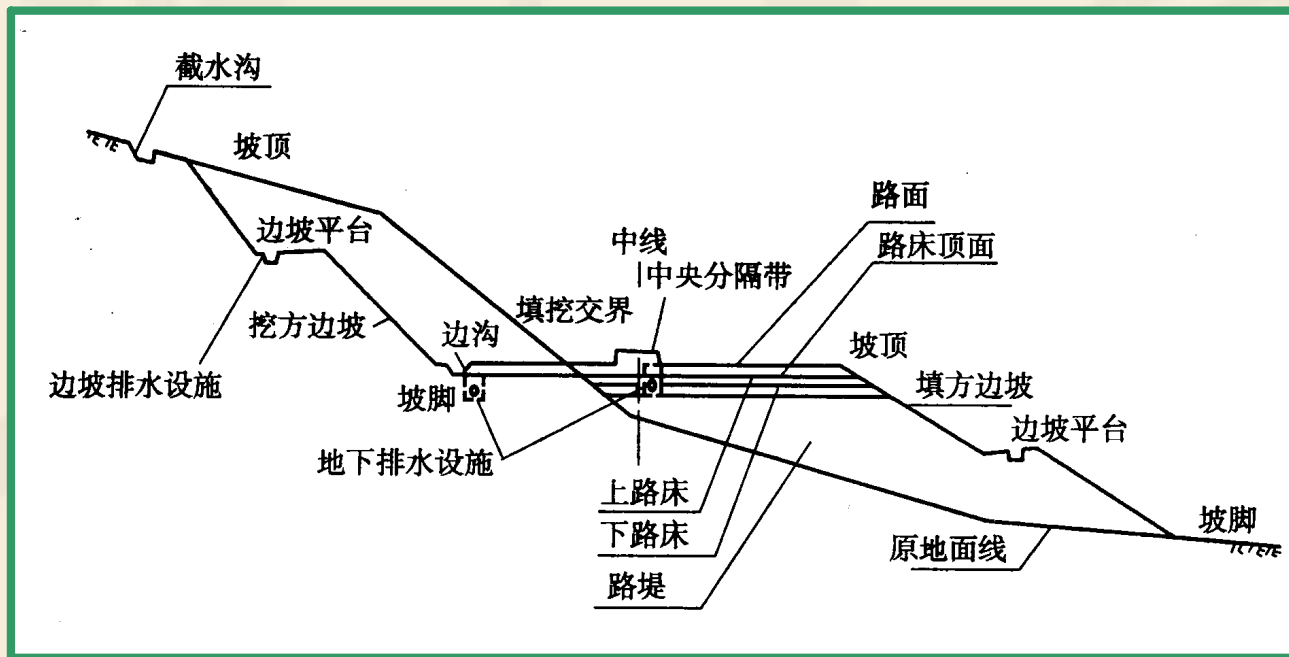 截水沟
坡顶
路面
边坡平台
中线
路床顶面
中央分隔带
填挖交界
挖方边坡
边沟
坡顶
边坡排水设施
坡脚
填方边坡
边坡平台
地下排水设施
上路床
下路床
坡脚
原地面线
路堤